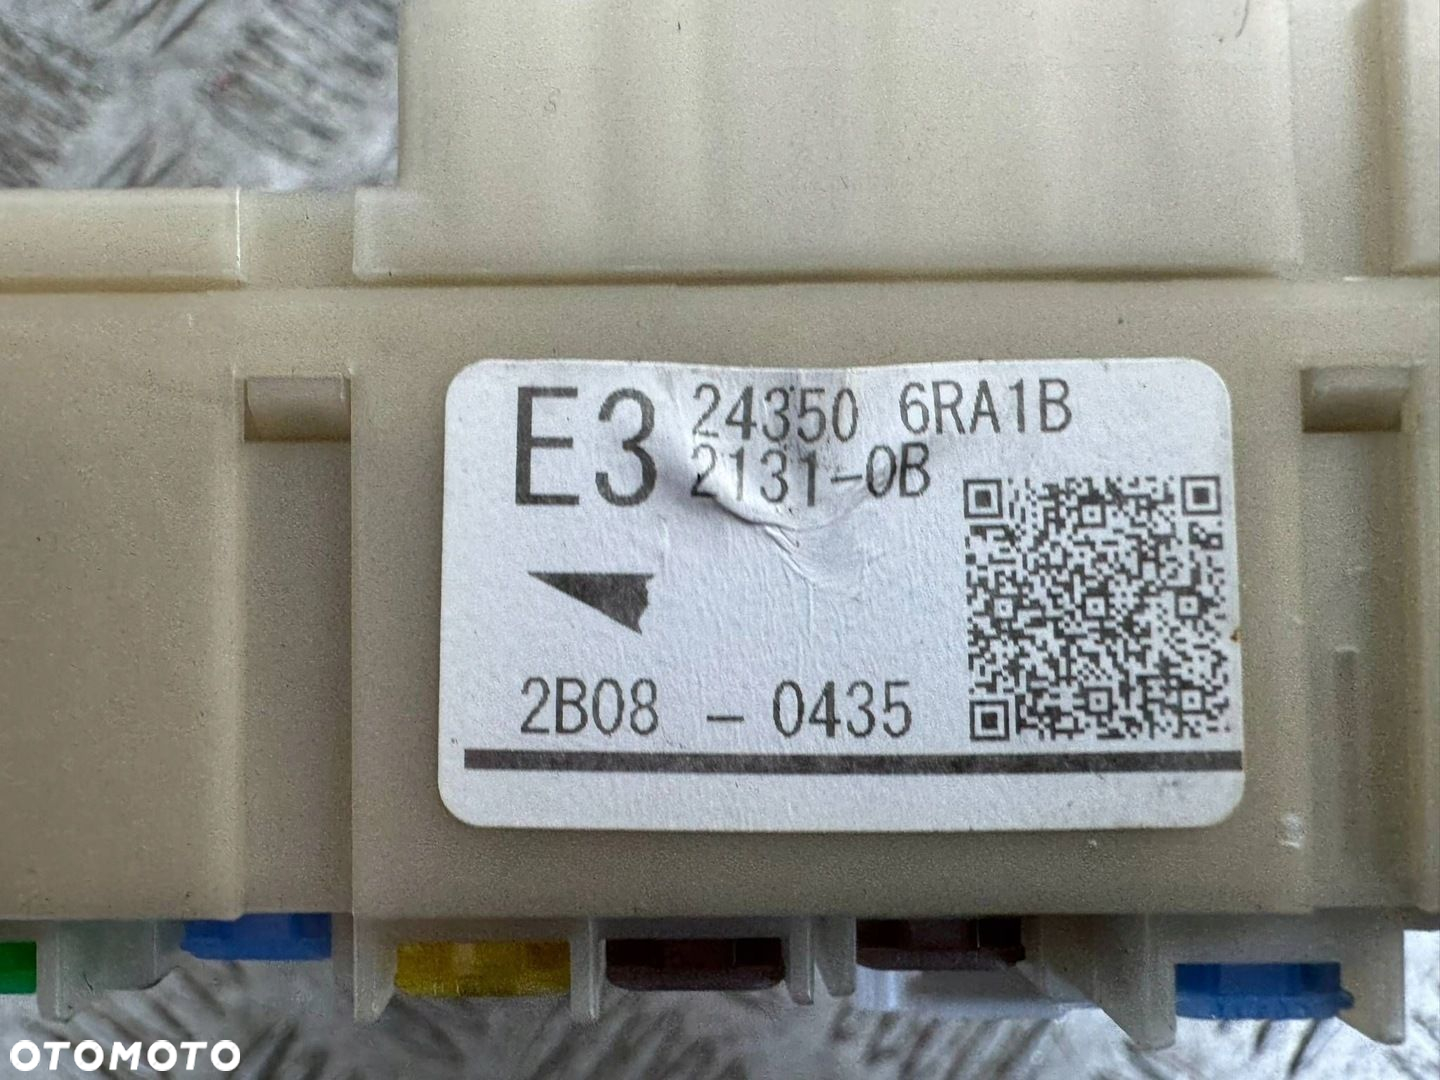 E3 24350 6RA1B
2131-0B
2B08 - 0435
OTOMOTO